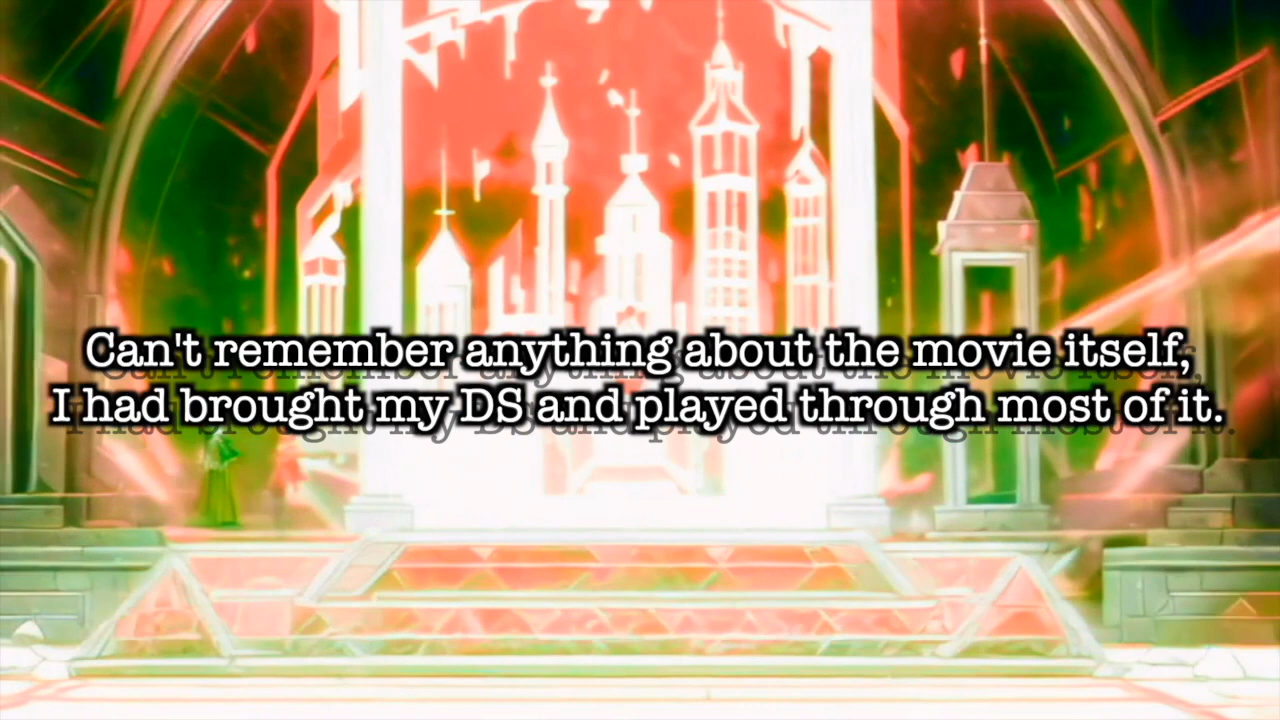 Can't remember anything about the movie itself,
I had brought my DS and played through most of it.